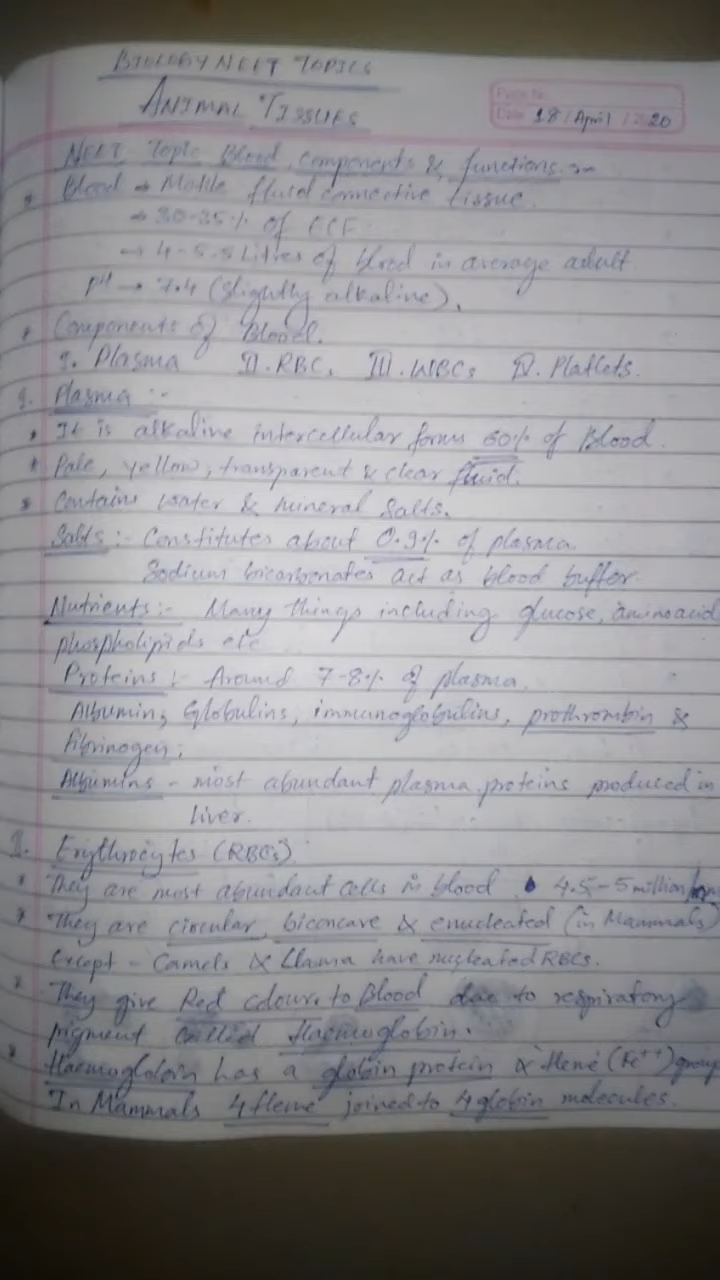 BIOLOGY NEET TOPICS
ANIMAL TISSUES
Date 18/April/2020
NEET Topic Blood, components & functions
* Blood → Motile fluid connective tissue.
→ 30-35% of ECF
→ 4-5.5 Litres of blood in average adult
pH → 7.4 (slightly alkaline),
* Components of Blood.
I. Plasma II. RBCs III. WBCs IV. Platlets.
I. Plasma :-
* It is alkaline intercellular forms 60% of Blood.
* Pale, yellow, transparent & clear fluid.
* Contains water & mineral salts.
Salts :- Constitutes about 0.9% of plasma.
Sodium bicarbonates act as blood buffer.
Nutrients :- Many things including glucose, aminoacid
phospholipids etc
Proteins :- Around 7-8% of plasma.
Albumin, Globulins, immunoglobulins, prothrombin &
Fibrinogen;
Albumins - most abundant plasma proteins produced in
liver.
II. Erythrocytes (RBCs)
* They are most abundant cells in blood 4.5-5 million/
* They are circular, biconcave & enucleated (in Mammals)
Except - Camels & Llama have nucleated RBCs.
* They give Red colour to Blood due to respiratory
pigment called Haemoglobin.
* Haemoglobin has a globin protein & Heme (Fe++) group
In Mammals 4 Heme joined to 4 globin molecules.